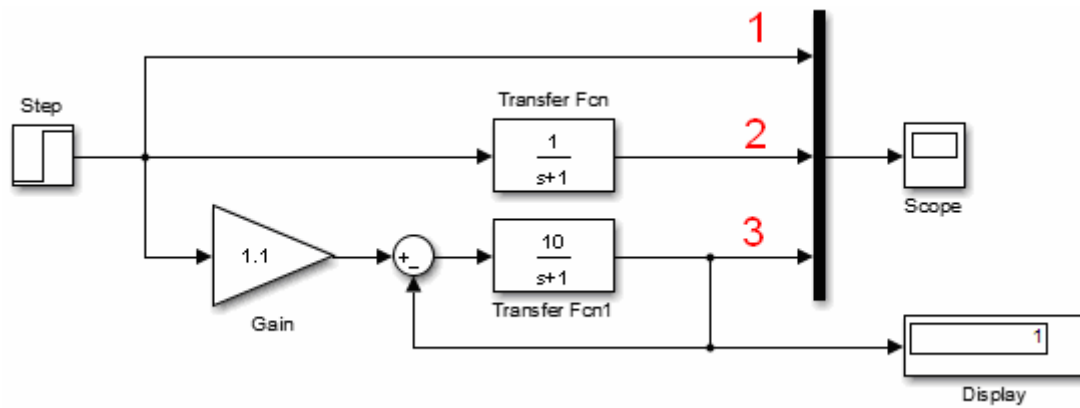 1
Step
Transfer Fcn
1
s+1
2
Scope
1.1
Gain
+
−
10
s+1
Transfer Fcn1
3
1
Display